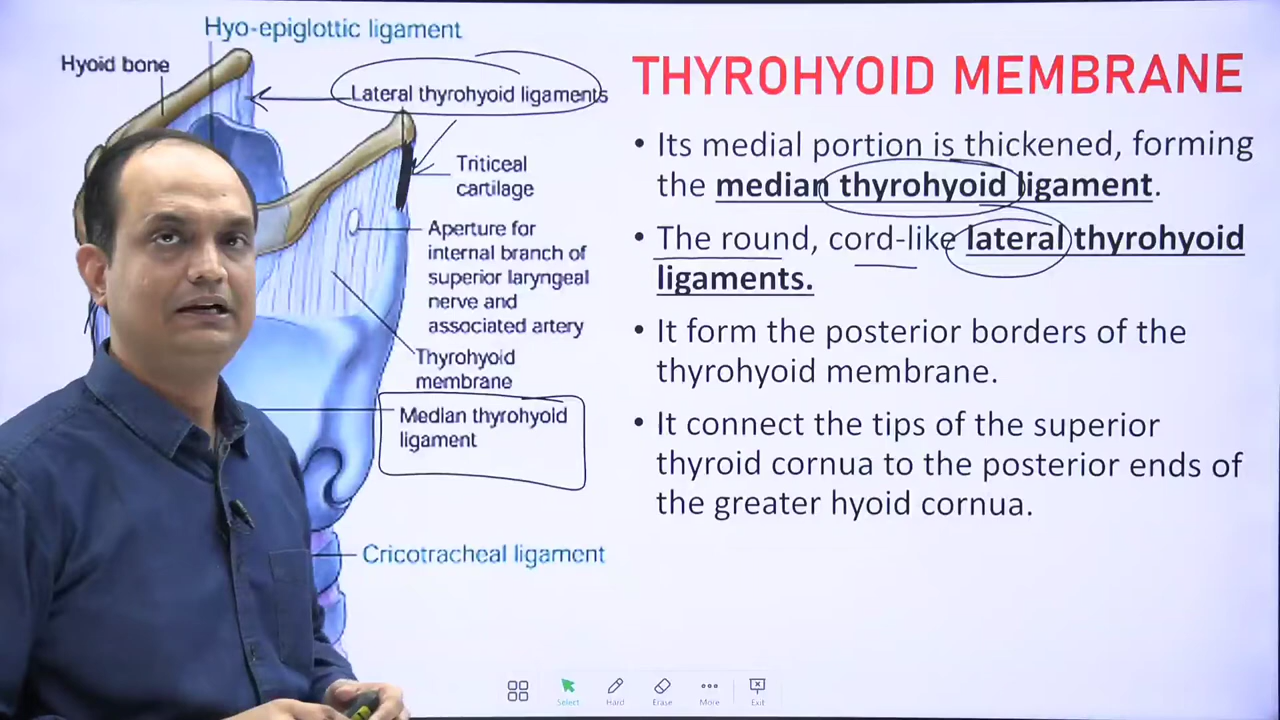 Hyo-epiglottic ligament
Hyoid bone
Lateral thyrohyoid ligaments
Triticeal
cartilage
Aperture for
internal branch of
superior laryngeal
nerve and
associated artery
Thyrohyoid
membrane
Median thyrohyoid
ligament
Cricotracheal ligament
THYROHYOID MEMBRANE
• Its medial portion is thickened, forming
the median thyrohyoid ligament.
• The round, cord-like lateral thyrohyoid
ligaments.
• It form the posterior borders of the
thyrohyoid membrane.
• It connect the tips of the superior
thyroid cornua to the posterior ends of
the greater hyoid cornua.
Select
Hard
Erase
More
Exit